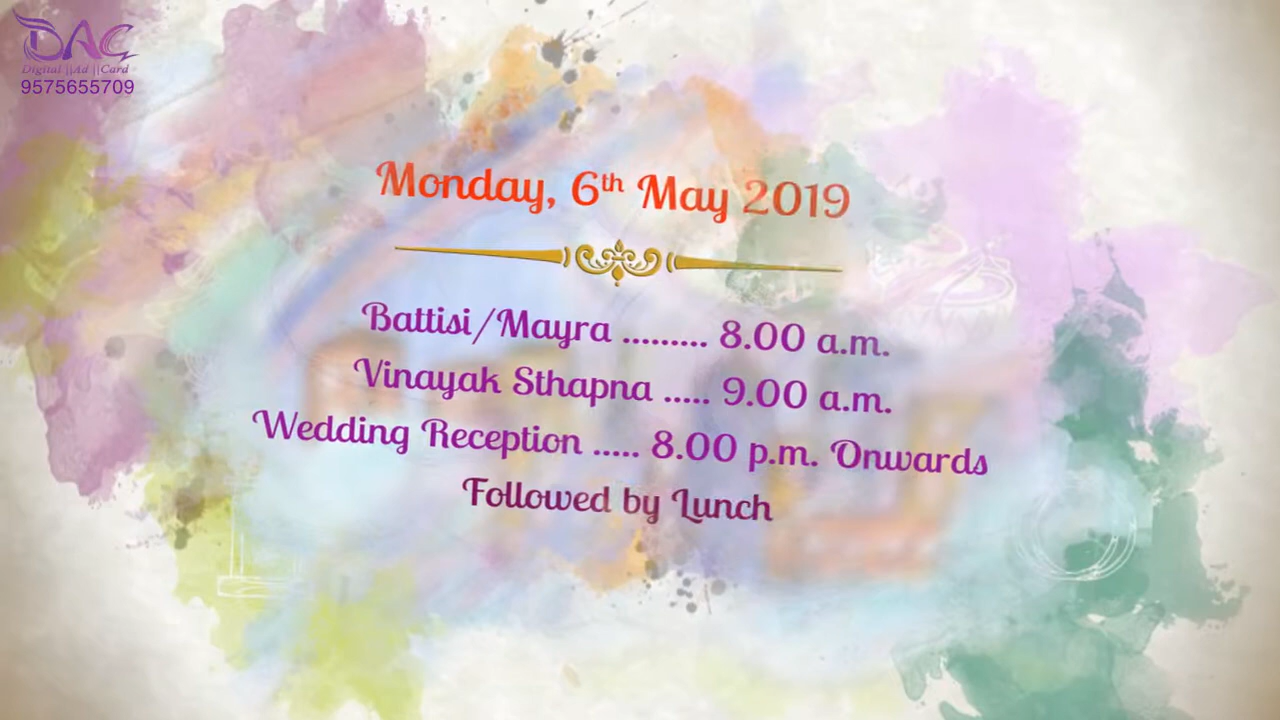 DAC
Digital ||Ad ||Card
9575655709
Monday, 6th May 2019
Battisi/Mayra ......... 8.00 a.m.
Vinayak Sthapna ..... 9.00 a.m.
Wedding Reception ..... 8.00 p.m. Onwards
Followed by Lunch